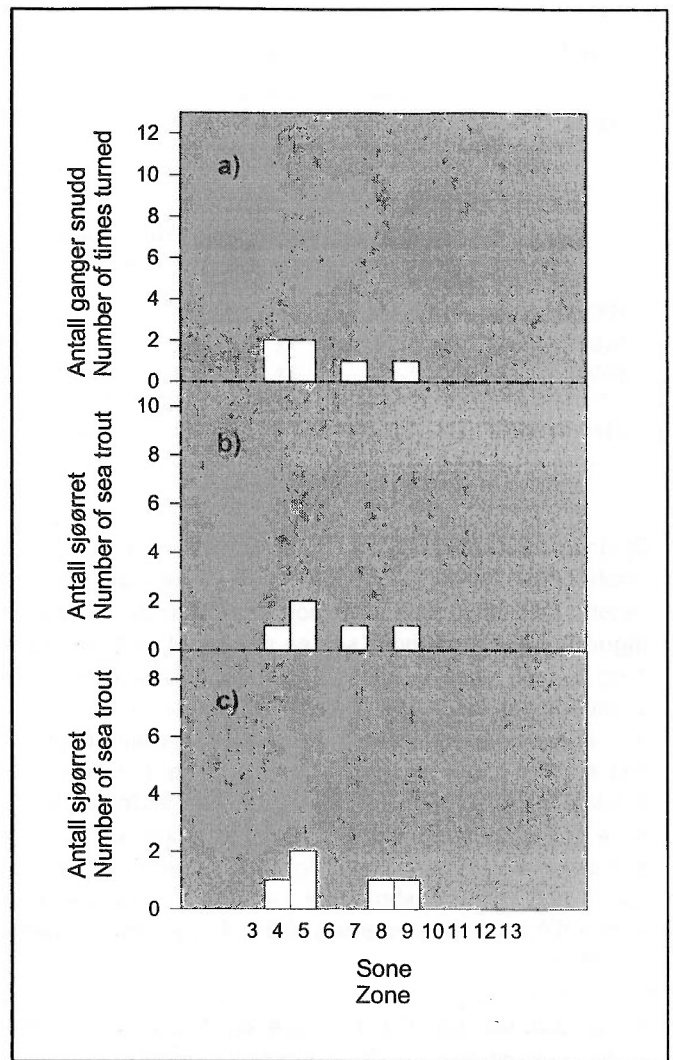 a)
Antall ganger snudd
Number of times turned
12
10
8
6
4
2
0
b)
Antall sjøørret
Number of sea trout
10
8
6
4
2
0
c)
Antall sjøørret
Number of sea trout
8
6
4
2
0
3 4 5 6 7 8 9 10 11 12 13
Sone
Zone